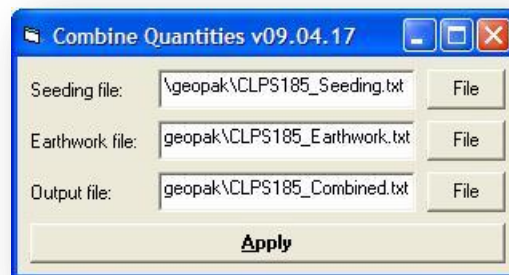 Combine Quantities v09.04.17
Seeding file: \geopak\CLPS185_Seeding.txt File
Earthwork file: geopak\CLPS185_Earthwork.txt File
Output file: geopak\CLPS185_Combined.txt File
Apply